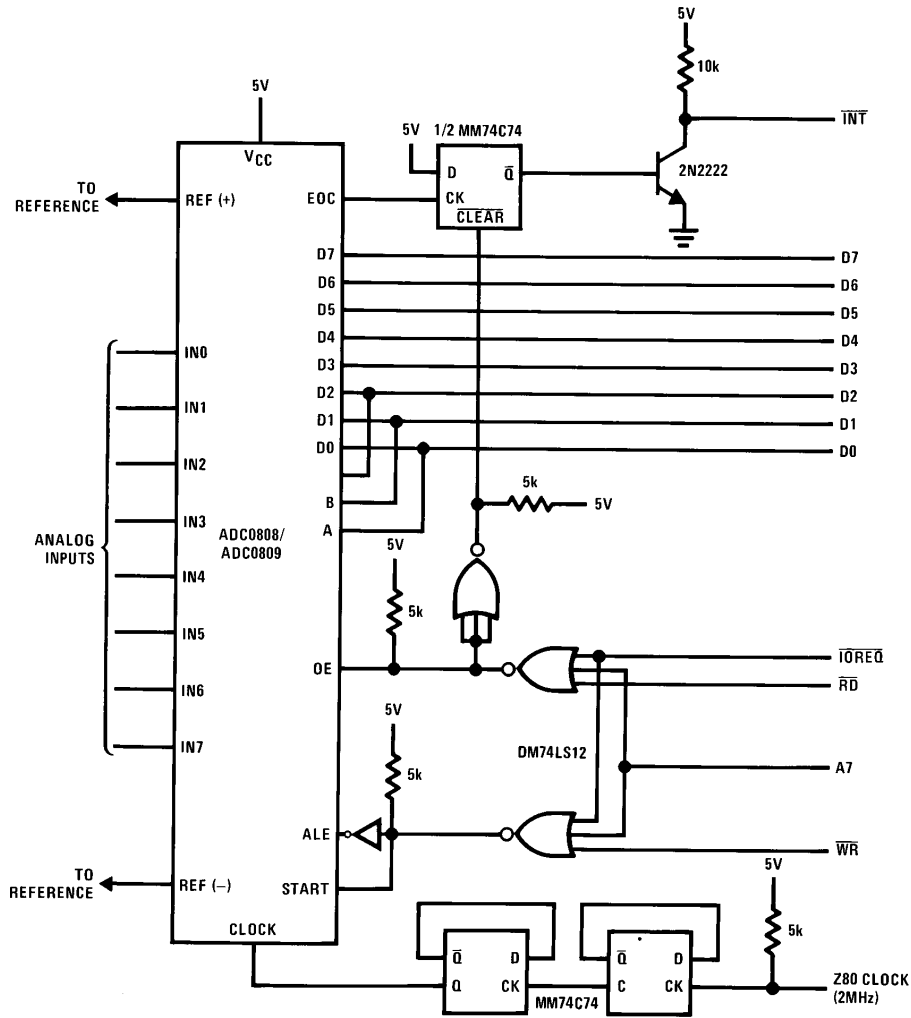 5V
10k
INT
5V
VCC
5V
1/2 MM74C74
D
Q
CK
CLEAR
2N2222
TO
REFERENCE
REF (+)
EOC
D7
D7
D6
D6
D5
D5
D4
D4
D3
D3
D2
D2
D1
D1
D0
D0
B
A
ANALOG
INPUTS
IN0
IN1
IN2
IN3
IN4
IN5
IN6
IN7
ADC0808/
ADC0809
5k
5V
5V
5k
OE
IOREQ
RD
5V
5k
DM74LS12
A7
ALE
WR
START
TO
REFERENCE
REF (–)
CLOCK
5V
5k
Q
D
Q
CK
MM74C74
Q
D
C
CK
Z80 CLOCK
(2MHz)